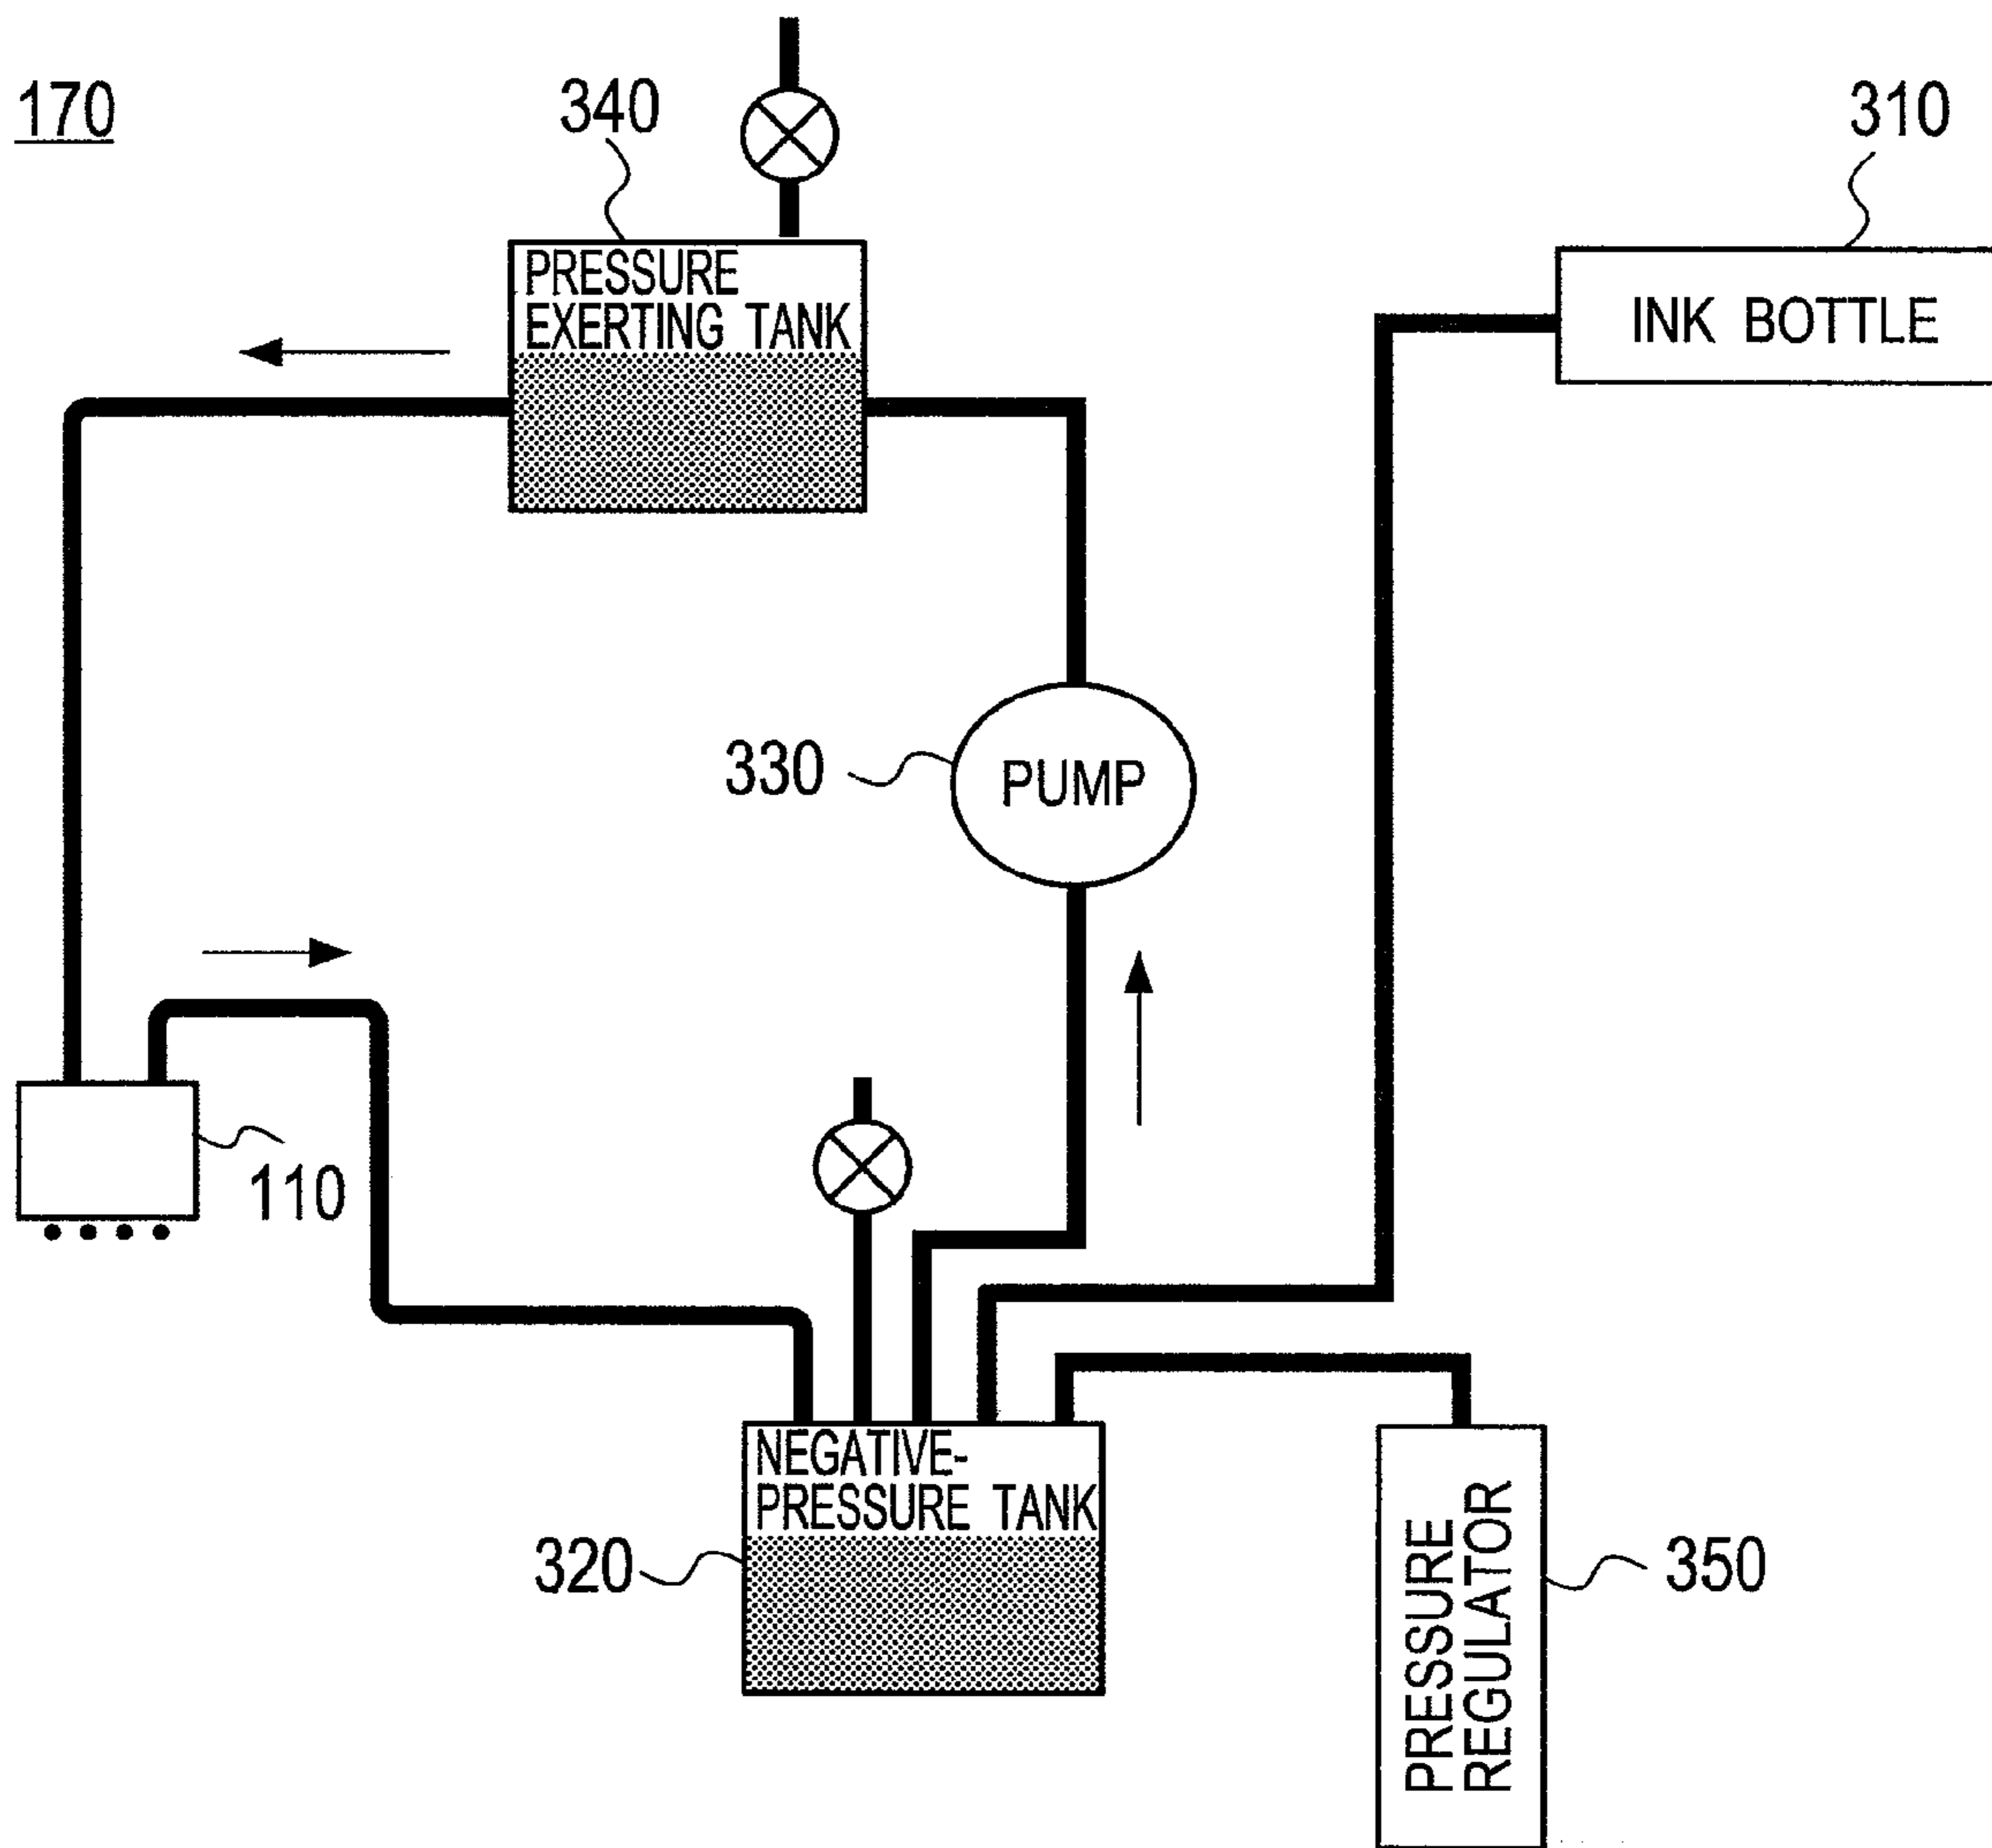 170
340
310
PRESSURE
EXERTING TANK
INK BOTTLE
330
PUMP
110
NEGATIVE-
PRESSURE TANK
320
PRESSURE
REGULATOR
350